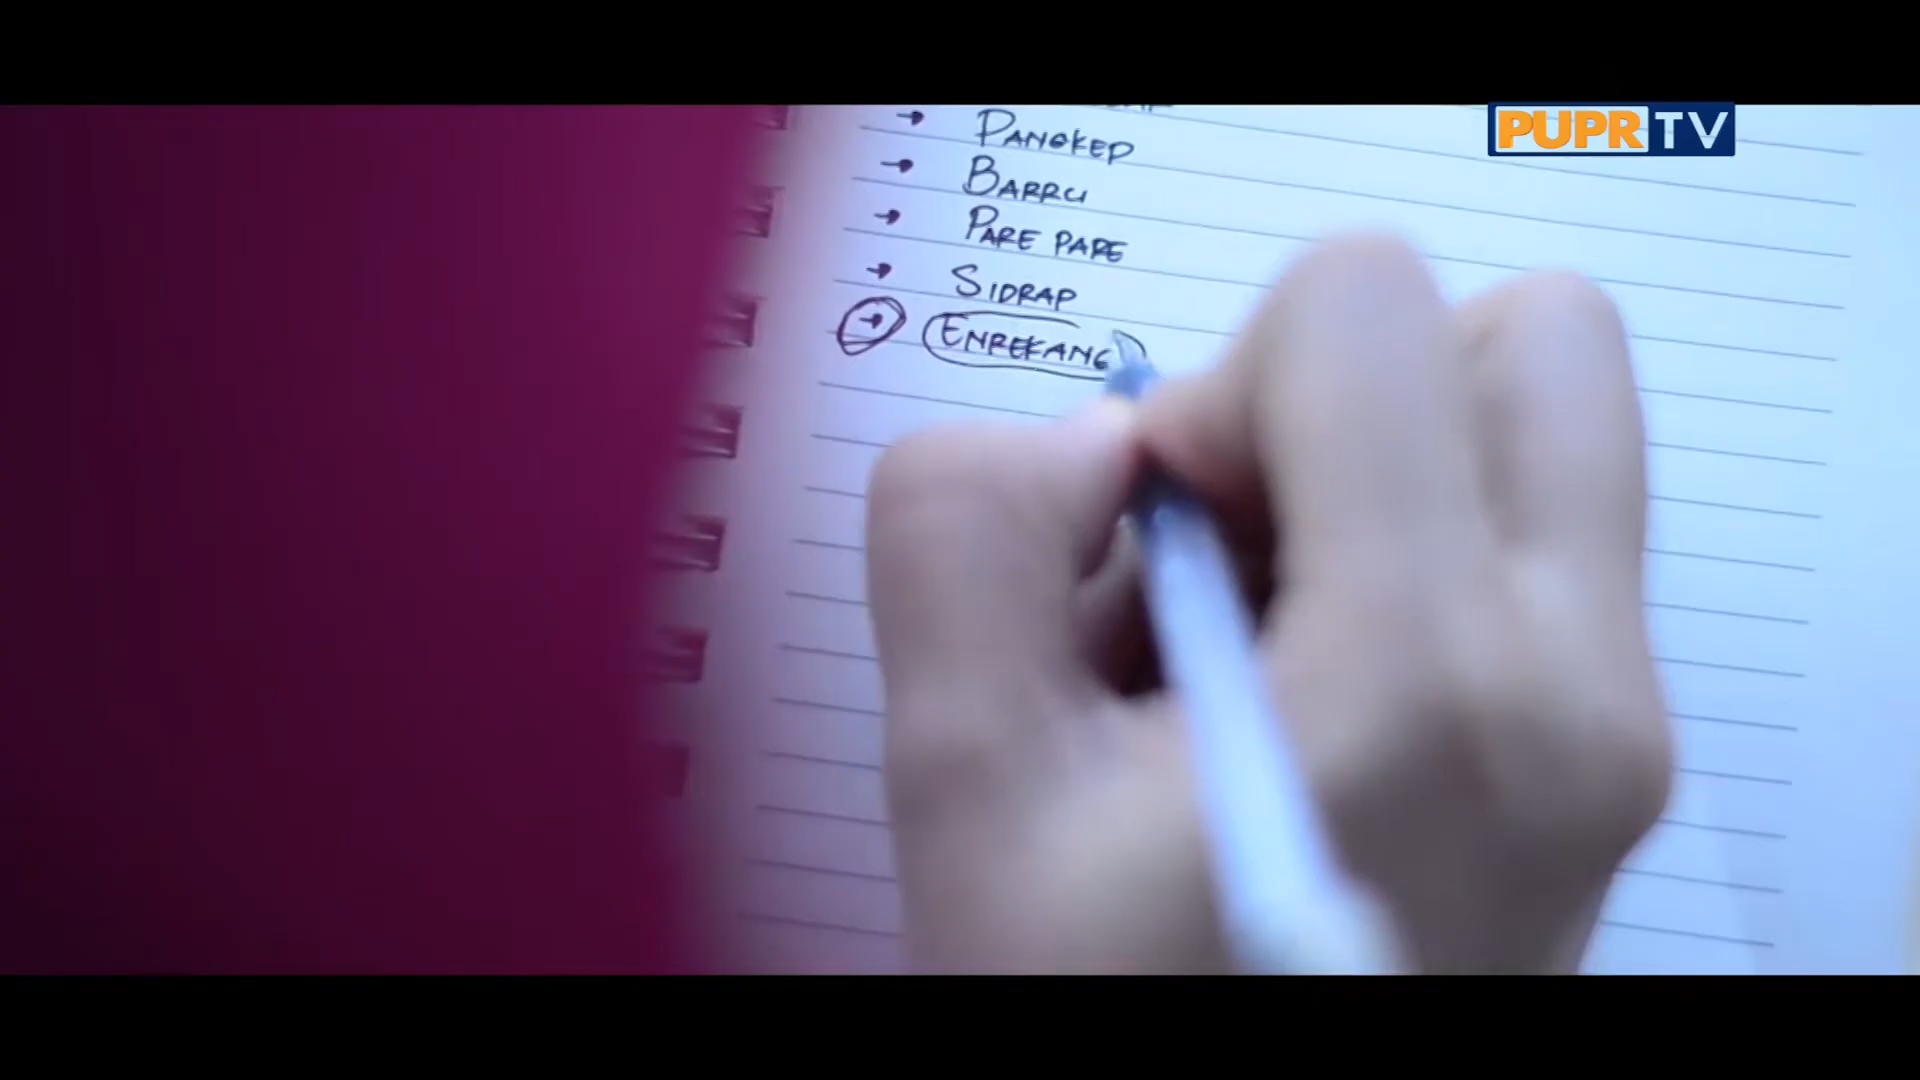 PUPR TV
→ PANGKEP
→ BARRU
→ PARE PARE
→ SIDRAP
→ ENREKANG